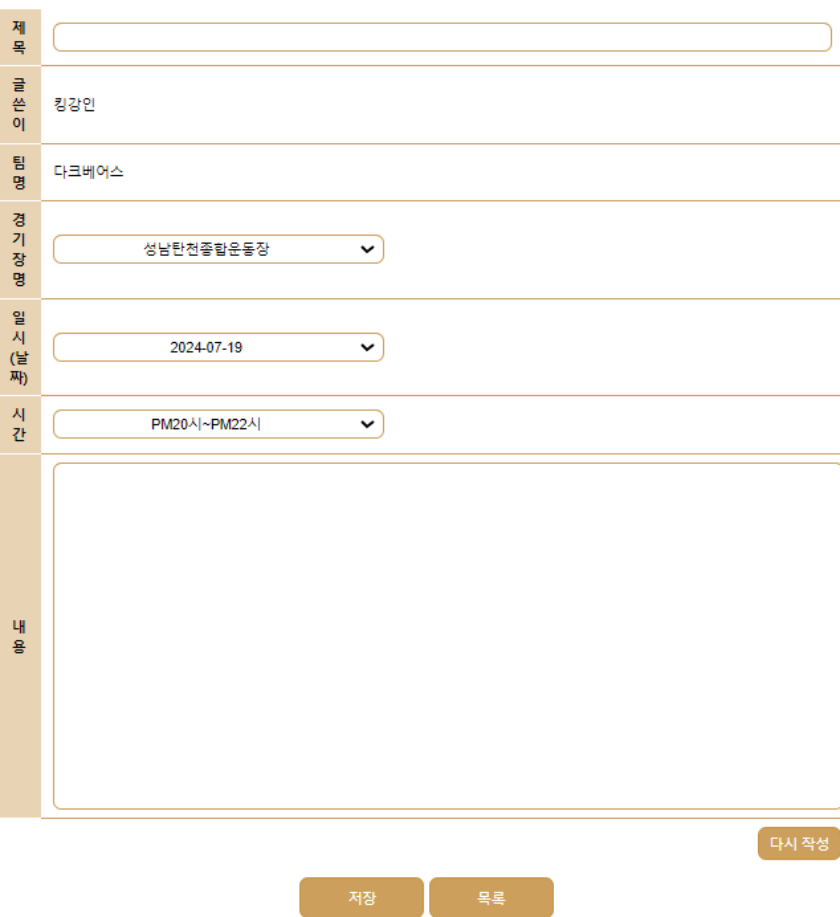 제
목
글
쓴
이
킹강인
팀
명
다크베어스
경
기
장
명
성남탄천종합운동장
일
시
(날
짜)
2024-07-19
시
간
PM20시~PM22시
내
용
다시 작성
저장
목록